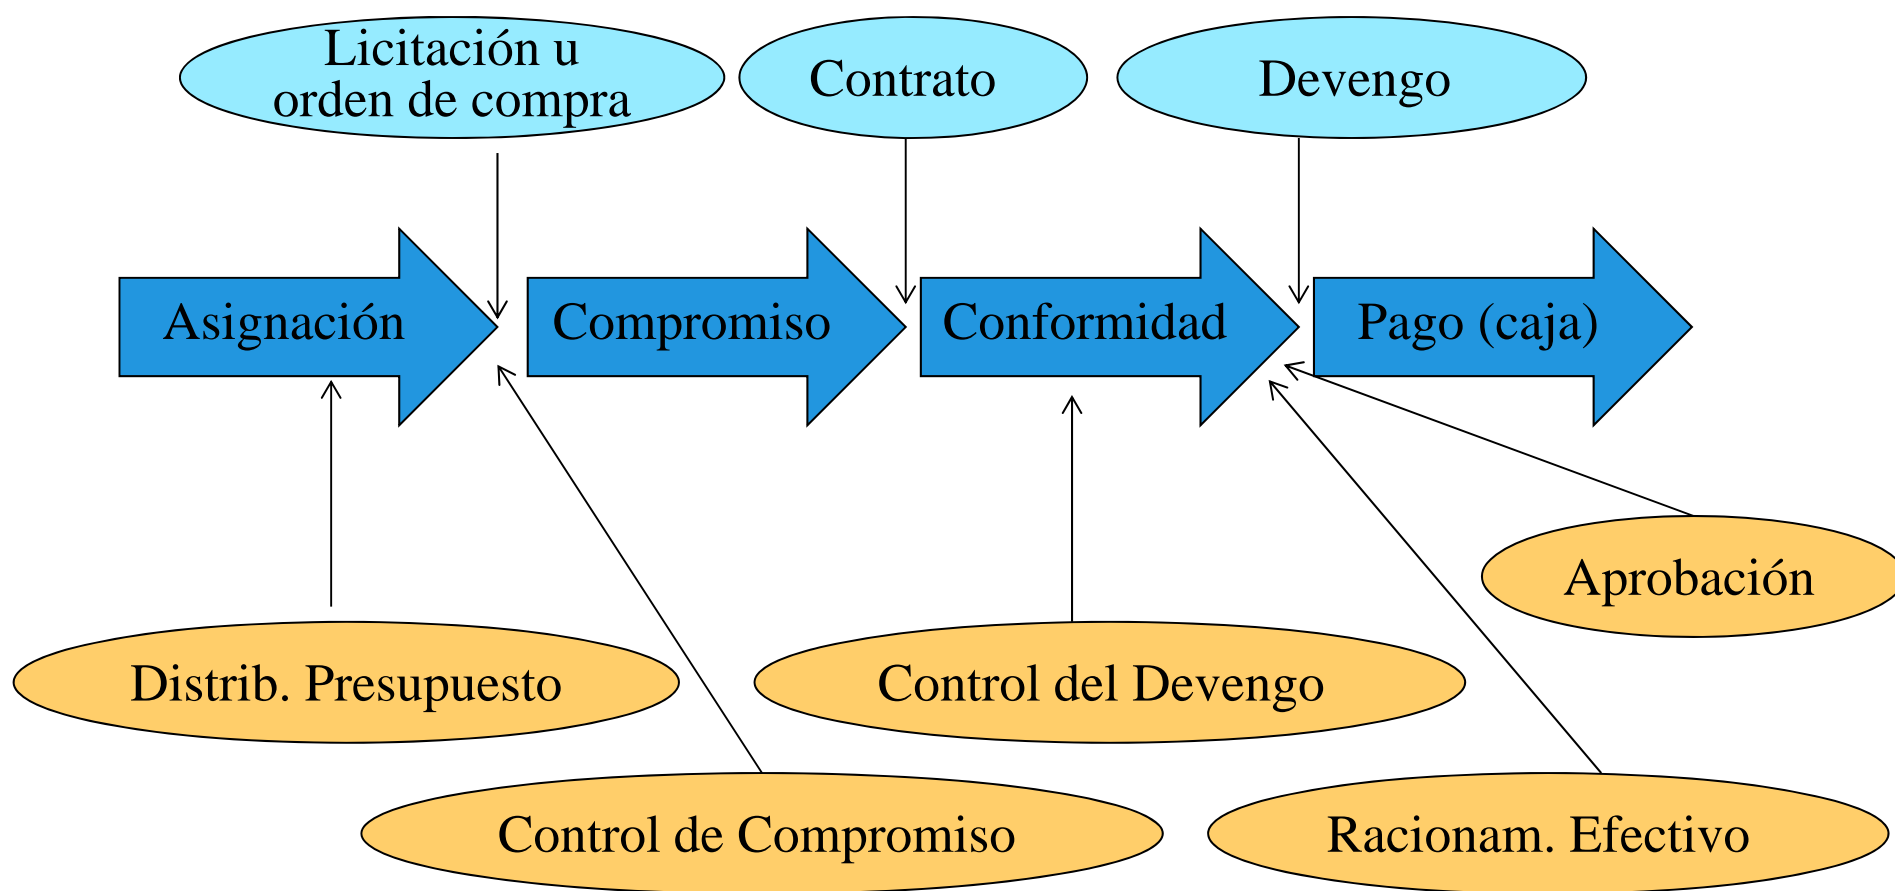 Licitación u
orden de compra
Contrato
Devengo
Asignación
Compromiso
Conformidad
Pago (caja)
Aprobación
Distrib. Presupuesto
Control del Devengo
Control de Compromiso
Racionam. Efectivo